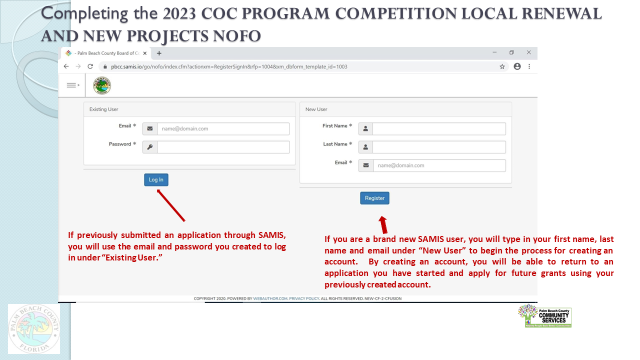 Completing the 2023 COC PROGRAM COMPETITION LOCAL RENEWAL
AND NEW PROJECTS NOFO
- Palm Beach County Board of C
pbcc.samis.io/go/nofo/index.cfm?actionxm=RegisterSignIn&rfp=1004&om_dbform_template_id=1003
Existing User
Email * name@domain.com
Password *
Log In
New User
First Name *
Last Name *
Email * name@domain.com
Register
If previously submitted an application through SAMIS,
you will use the email and password you created to log
in under “Existing User.”
If you are a brand new SAMIS user, you will type in your first name, last
name and email under “New User” to begin the process for creating an
account. By creating an account, you will be able to return to an
application you have started and apply for future grants using your
previously created account.
COPYRIGHT 2020. POWERED BY WEBAUTHOR.COM. PRIVACY POLICY. ALL RIGHTS RESERVED.
PALM BEACH COUNTY
FLORIDA
Palm Beach County
COMMUNITY
SERVICES